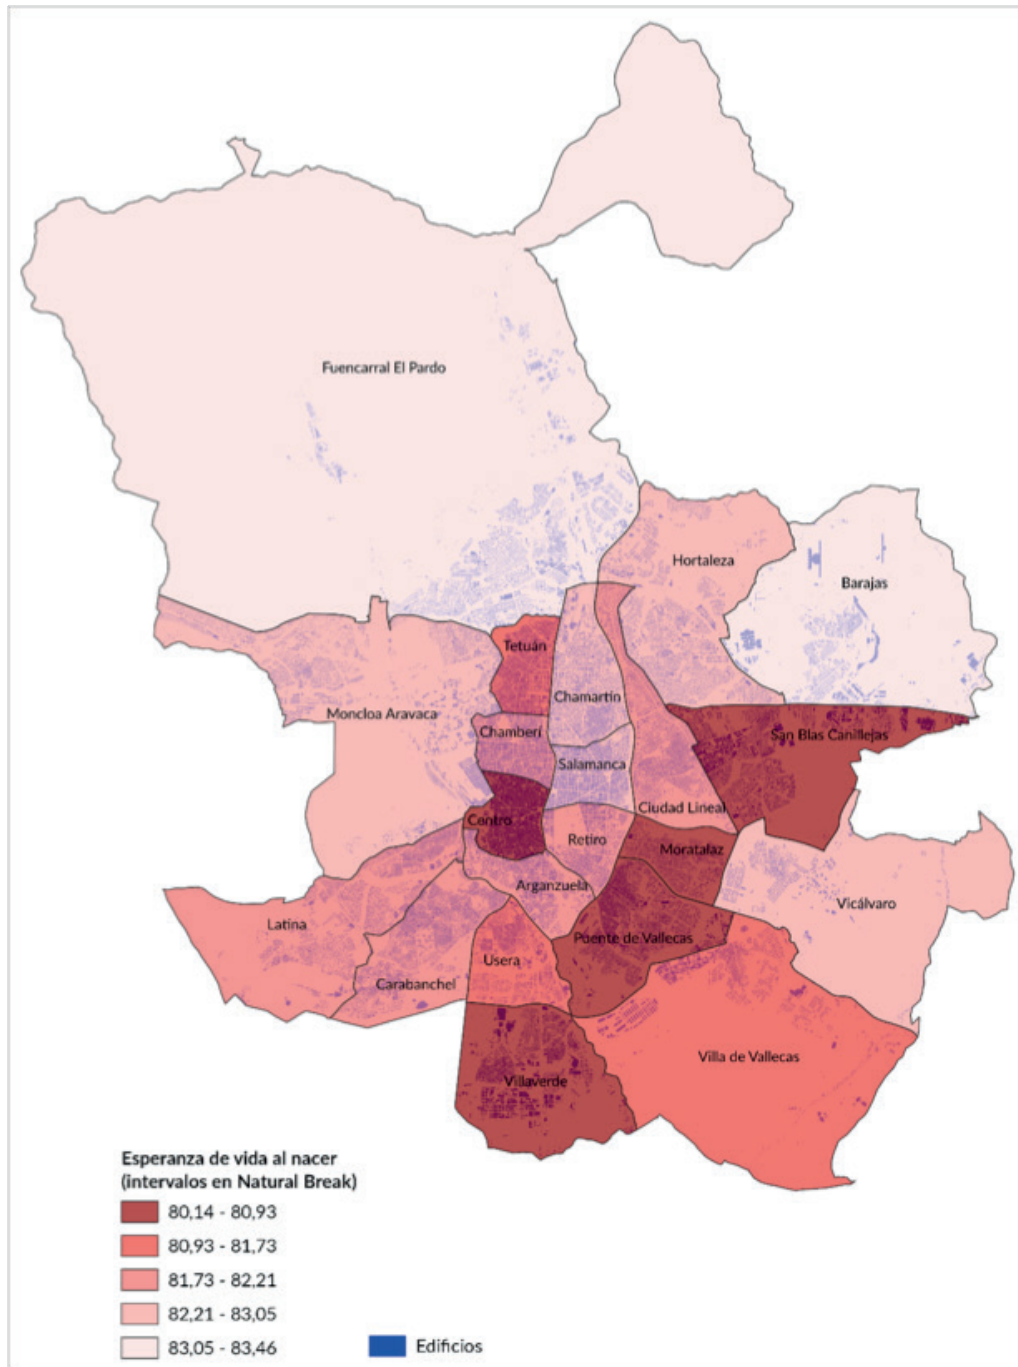 Fuencarral El Pardo
Hortaleza
Barajas
Tetuán
Chamartín
Moncloa Aravaca
Chamberí
San Blas Canillejas
Salamanca
Ciudad Lineal
Centro
Retiro
Moratalaz
Arganzuela
Vicálvaro
Latina
Puente de Vallecas
Usera
Carabanchel
Villa de Vallecas
Villaverde
Esperanza de vida al nacer
(intervalos en Natural Break)
80,14 - 80,93
80,93 - 81,73
81,73 - 82,21
82,21 - 83,05
83,05 - 83,46
Edificios